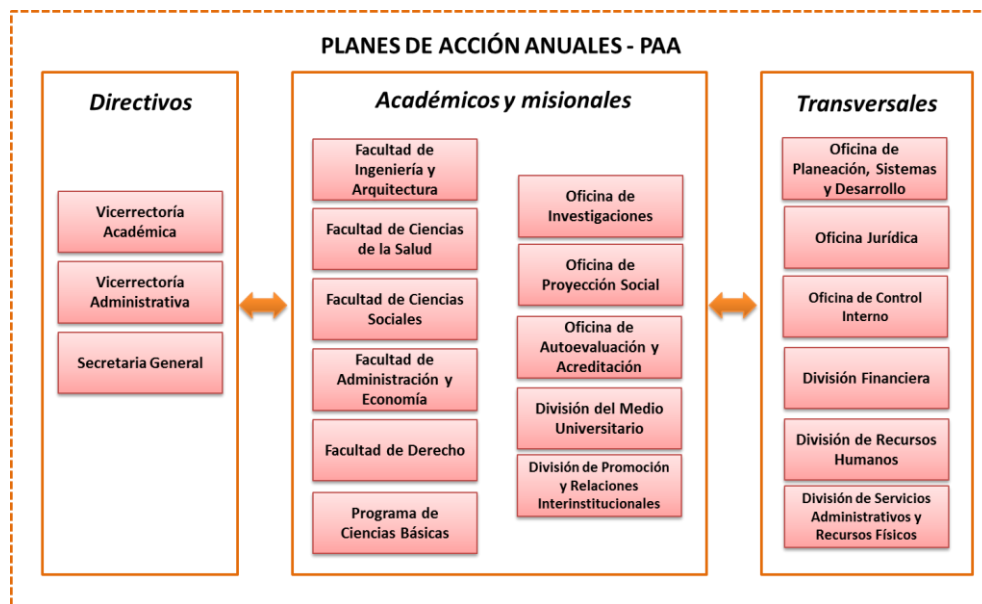 PLANES DE ACCIÓN ANUALES - PAA
Directivos
Vicerrectoría
Académica
Vicerrectoría
Administrativa
Secretaria General
Académicos y misionales
Facultad de
Ingeniería y
Arquitectura
Facultad de Ciencias
de la Salud
Facultad de Ciencias
Sociales
Facultad de
Administración y
Economía
Facultad de Derecho
Programa de
Ciencias Básicas
Oficina de
Investigaciones
Oficina de
Proyección Social
Oficina de
Autoevaluación y
Acreditación
División del Medio
Universitario
División de Promoción
y Relaciones
Interinstitucionales
Transversales
Oficina de
Planeación, Sistemas
y Desarrollo
Oficina Jurídica
Oficina de Control
Interno
División Financiera
División de Recursos
Humanos
División de Servicios
Administrativos y
Recursos Físicos